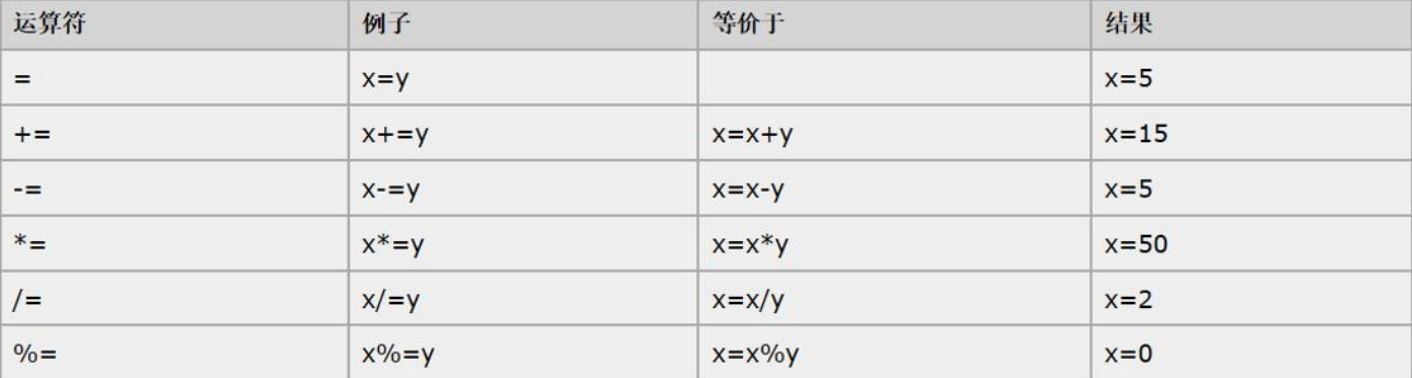 运算符 例子 等价于 结果
= x=y x=5
+= x+=y x=x+y x=15
-= x-=y x=x-y x=5
*= x*=y x=x*y x=50
/= x/=y x=x/y x=2
%= x%=y x=x%y x=0